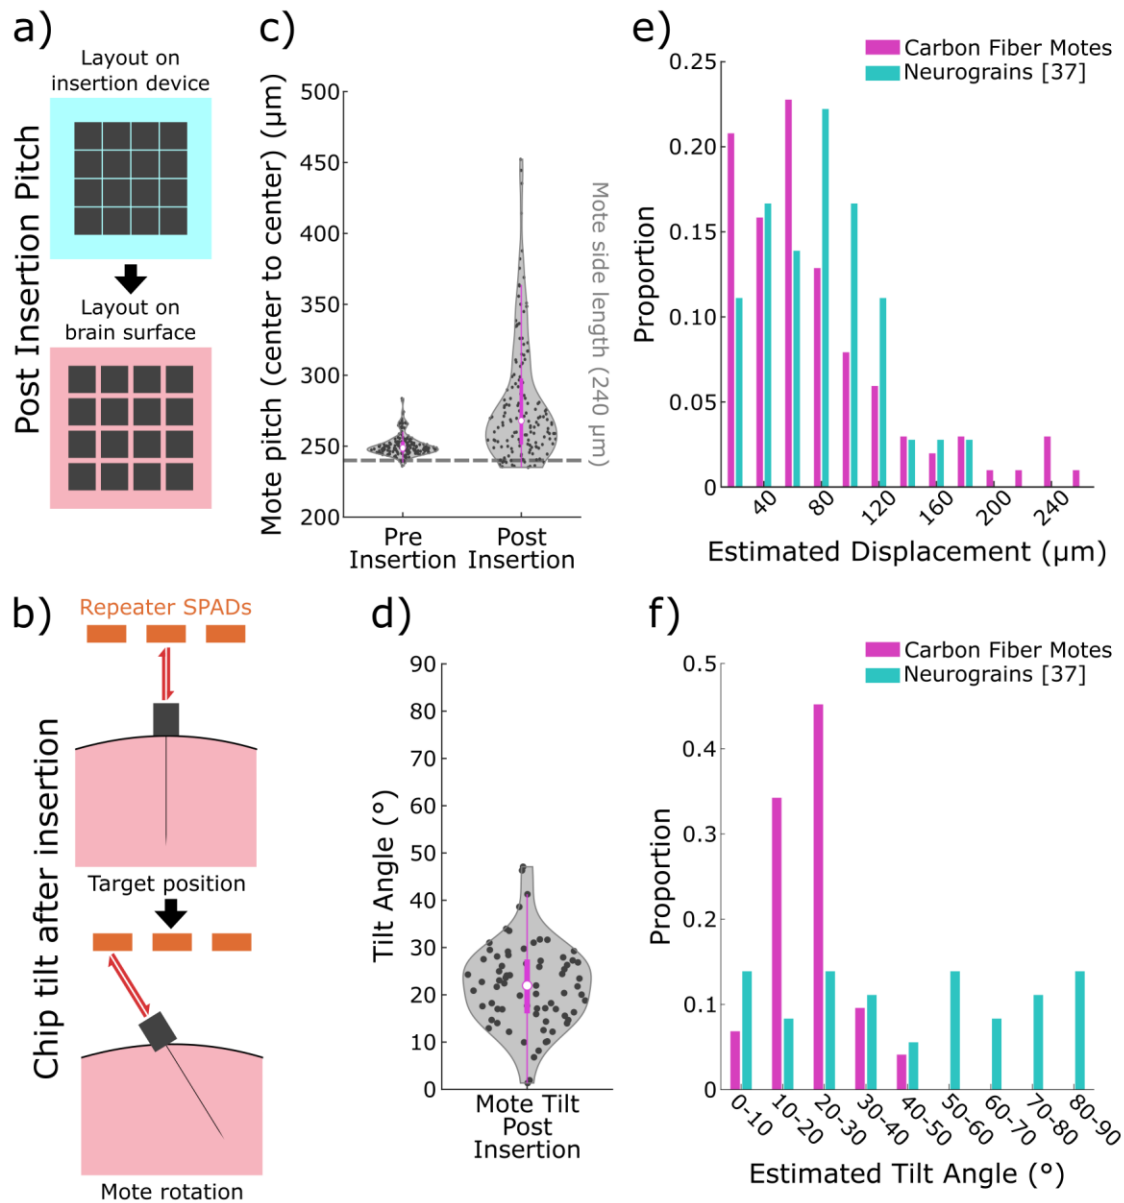 a)
Post Insertion Pitch
Layout on
insertion device
Layout on
brain surface
c)
Mote pitch (center to center) (µm)
500
450
400
350
300
250
200
Pre
Insertion
Post
Insertion
Mote side length (240 µm)
e)
Carbon Fiber Motes
Neurograins [37]
Proportion
0.25
0.20
0.15
0.10
0.05
0
40
80
120
160
200
240
Estimated Displacement (µm)
b)
Chip tilt after insertion
Repeater SPADs
Target position
Mote rotation
d)
Tilt Angle (°)
90
80
70
60
50
40
30
20
10
0
Mote Tilt
Post
Insertion
f)
Carbon Fiber Motes
Neurograins [37]
Proportion
0.5
0.4
0.3
0.2
0.1
0
0-10
10-20
20-30
30-40
40-50
50-60
60-70
70-80
80-90
Estimated Tilt Angle (°)